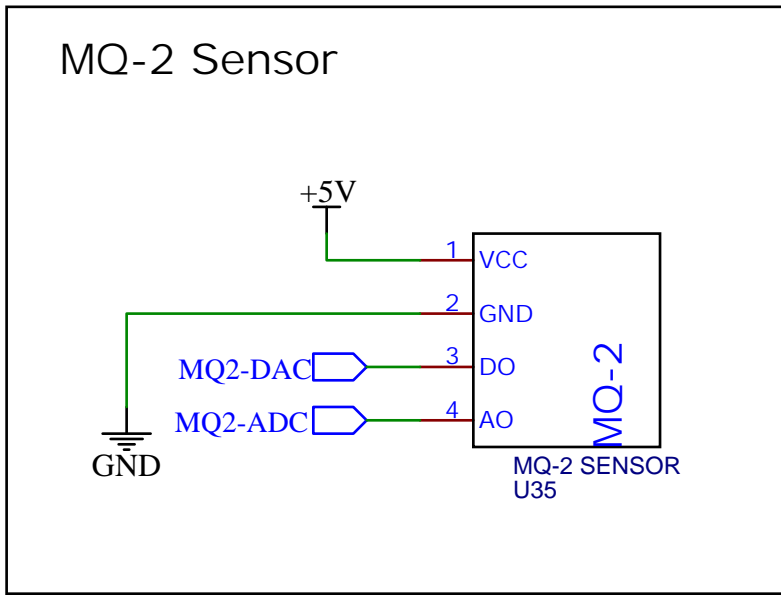 MQ-2 Sensor
+5V
1 VCC
2 GND
MQ2-DAC 3 DO
MQ2-ADC 4 AO
GND
MQ-2
MQ-2 SENSOR
U35